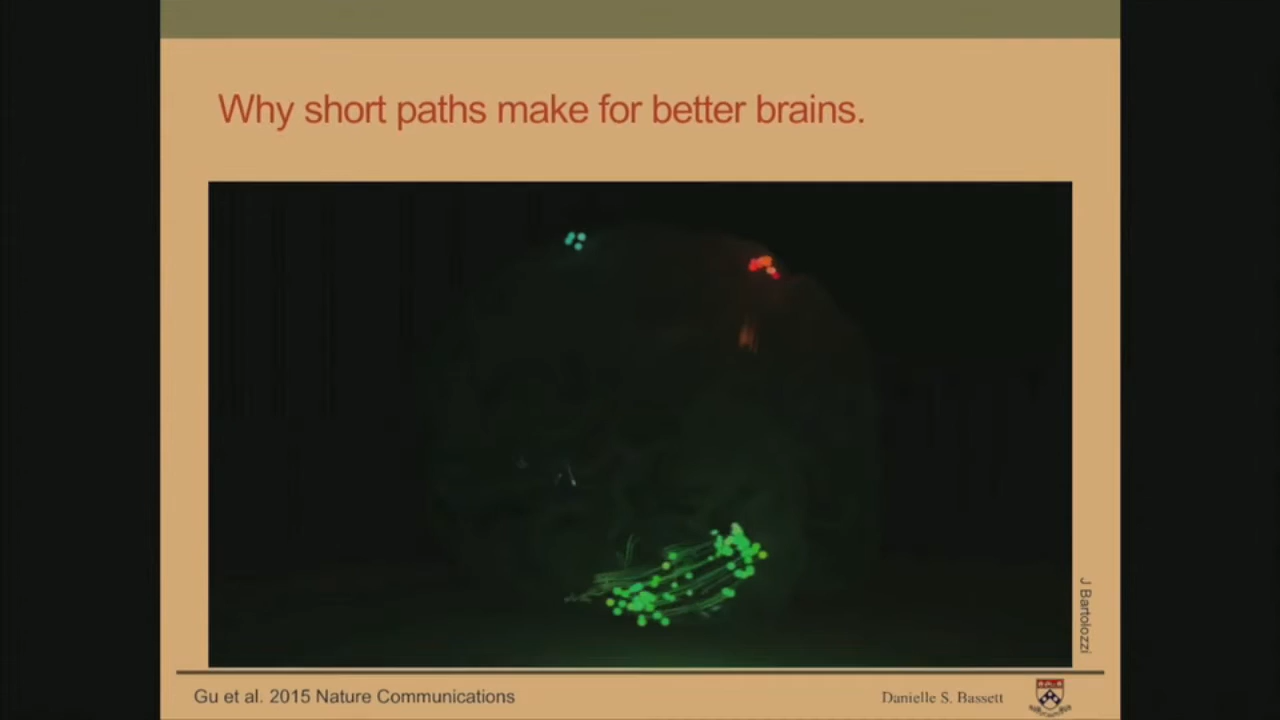 Why short paths make for better brains.
J Bartolozzi
Gu et al. 2015 Nature Communications
Danielle S. Bassett